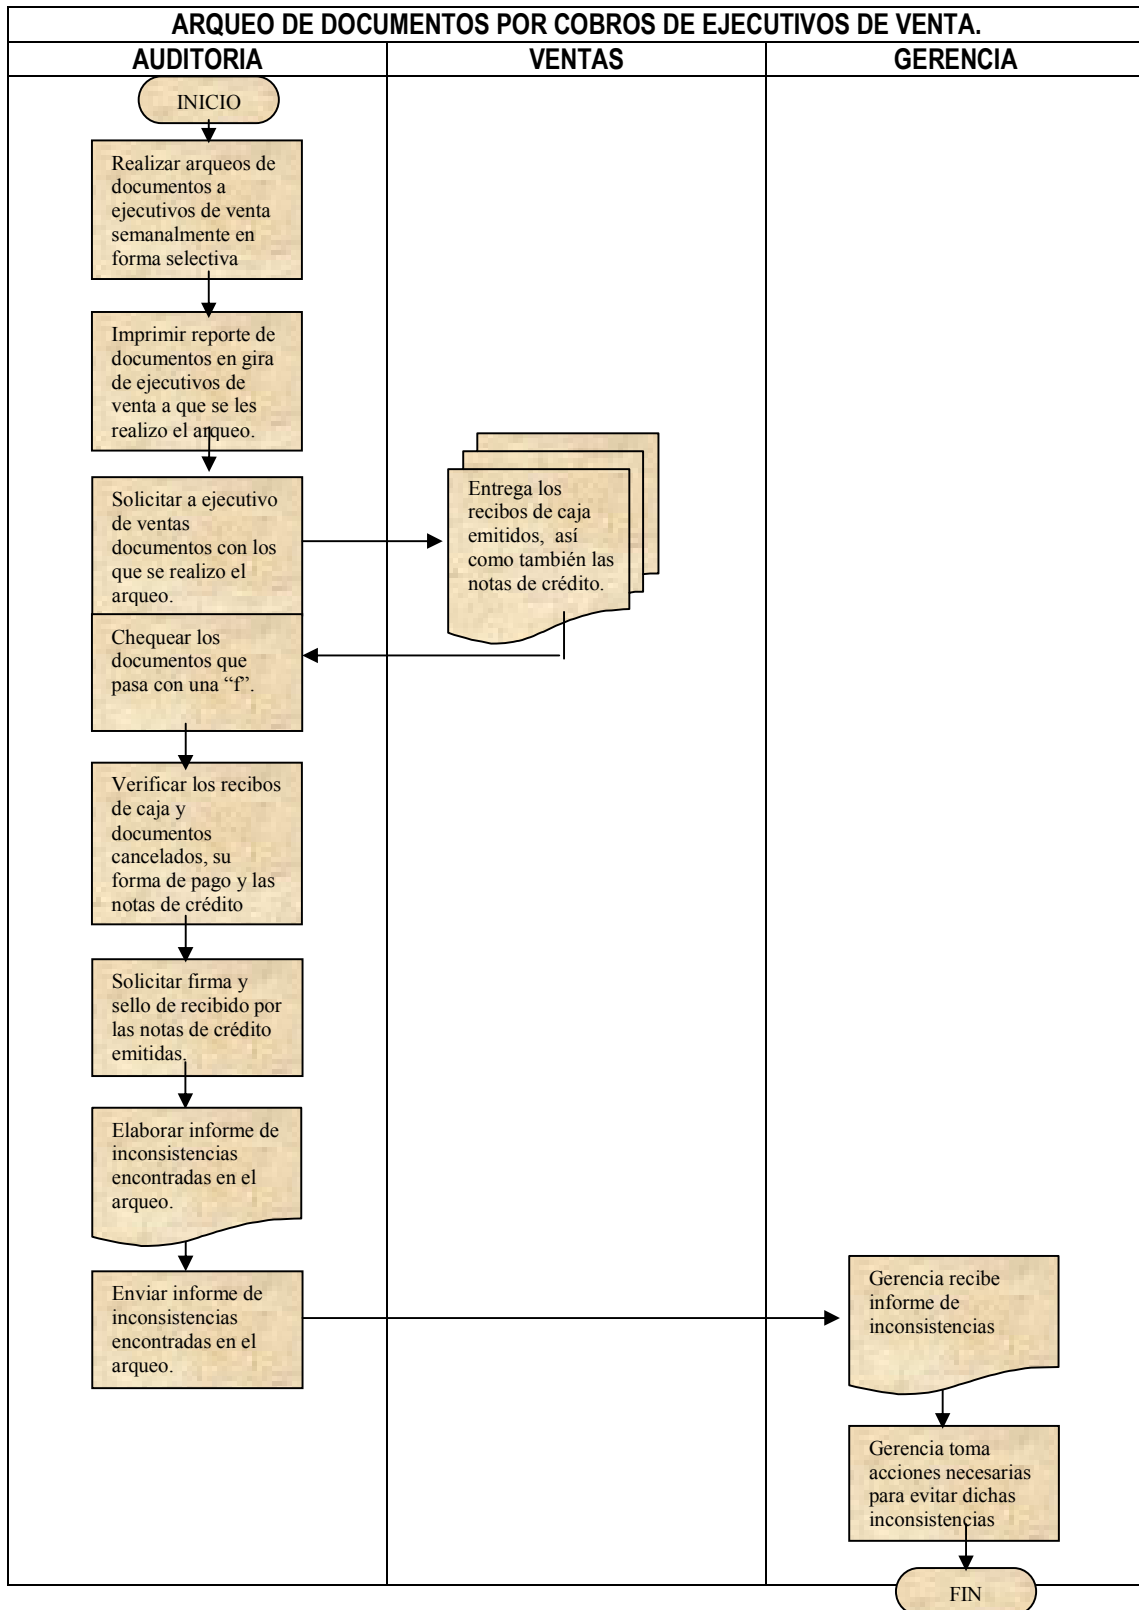 ARQUEO DE DOCUMENTOS POR COBROS DE EJECUTIVOS DE VENTA.
AUDITORIA
VENTAS
GERENCIA
INICIO
Realizar arqueos de
documentos a
ejecutivos de venta
semanalmente en
forma selectiva
Imprimir reporte de
documentos en gira
de ejecutivos de
venta a que se les
realizo el arqueo.
Solicitar a ejecutivo
de ventas
documentos con los
que se realizo el
arqueo.
Entrega los
recibos de caja
emitidos, así
como también las
notas de crédito.
Chequear los
documentos que
pasa con una “f”.
Verificar los recibos
de caja y
documentos
cancelados, su
forma de pago y las
notas de crédito
Solicitar firma y
sello de recibido por
las notas de crédito
emitidas.
Elaborar informe de
inconsistencias
encontradas en el
arqueo.
Enviar informe de
inconsistencias
encontradas en el
arqueo.
Gerencia recibe
informe de
inconsistencias
Gerencia toma
acciones necesarias
para evitar dichas
inconsistencias
FIN